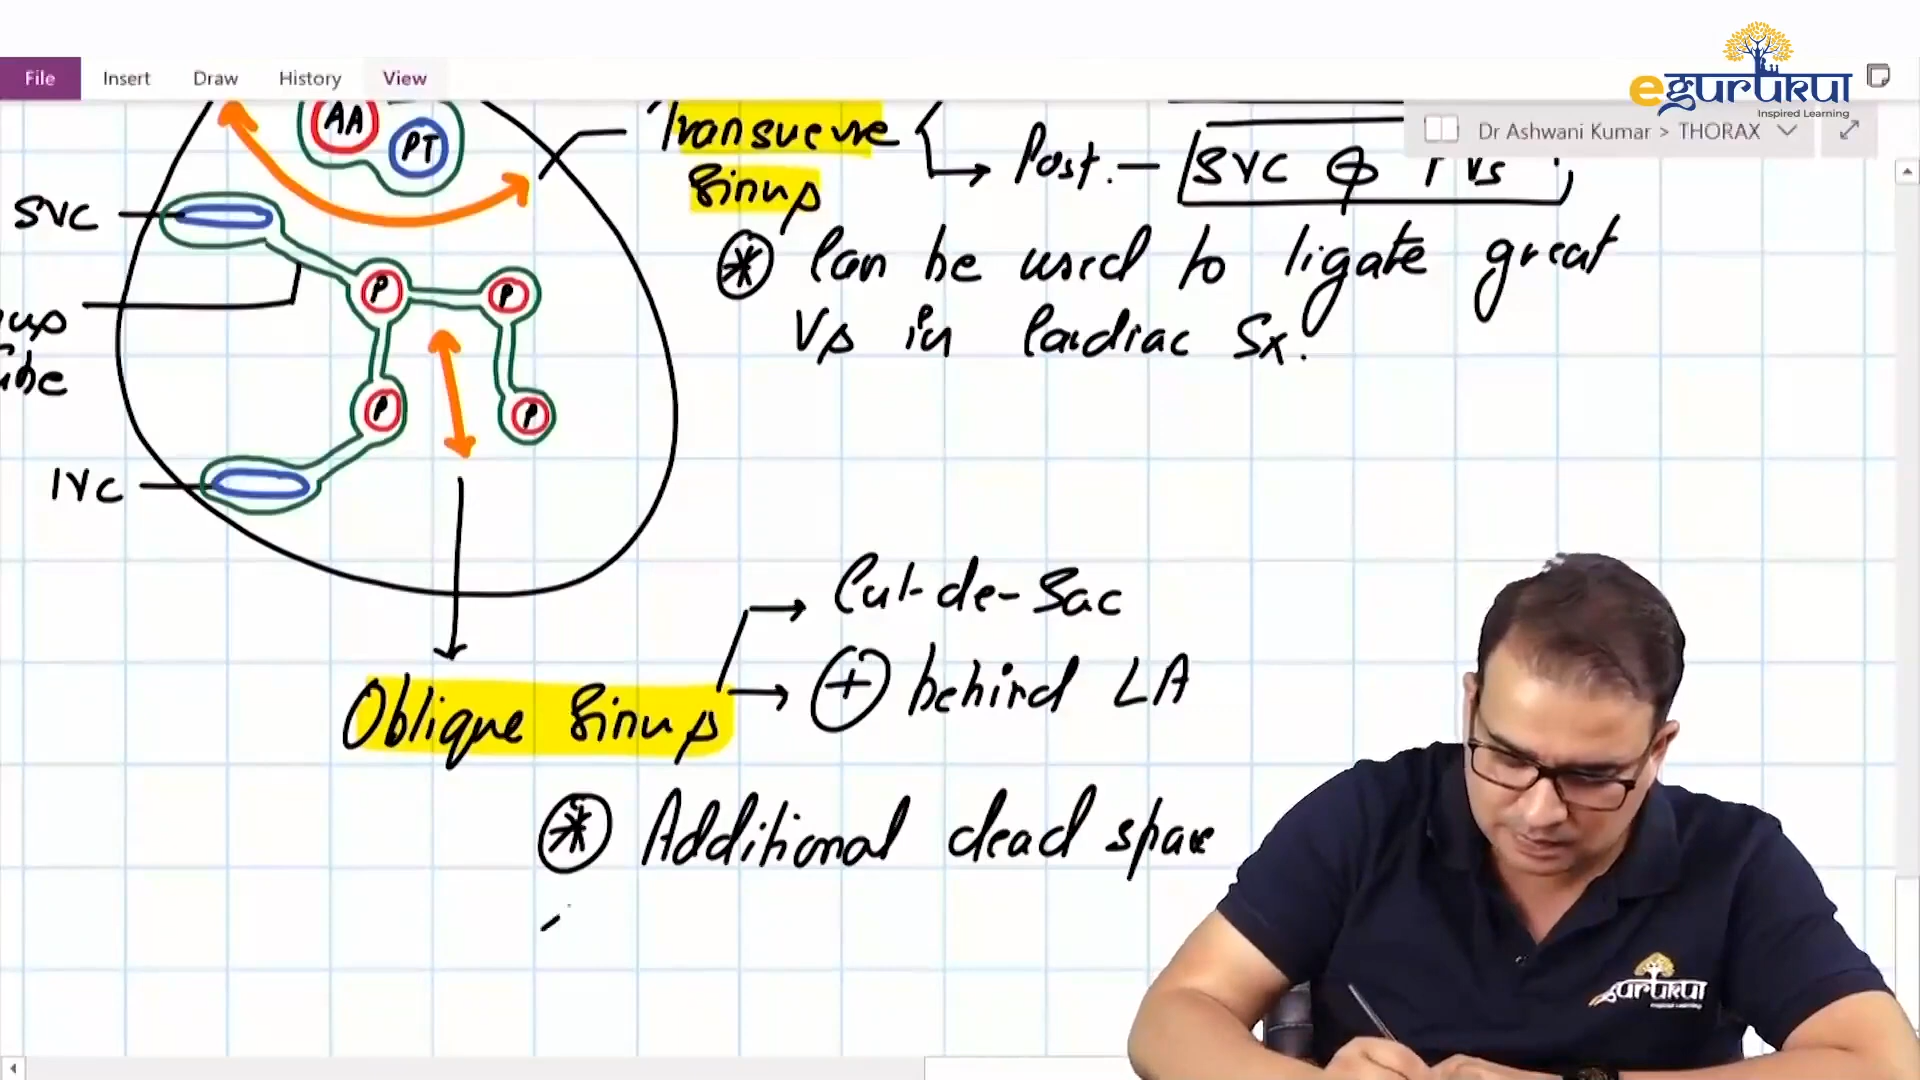 egurukul
Inspired Learning
File Insert Draw History View
Dr Ashwani Kumar > THORAX
AA
PT
Transverse
Sinus
Post. – SVC & PVs
SVC
P P
* Can be used to ligate great
Vs in Cardiac Sx.
P P
IVC
Cul-de-Sac
Oblique Sinus
+ behind LA
* Additional dead space
gurukul